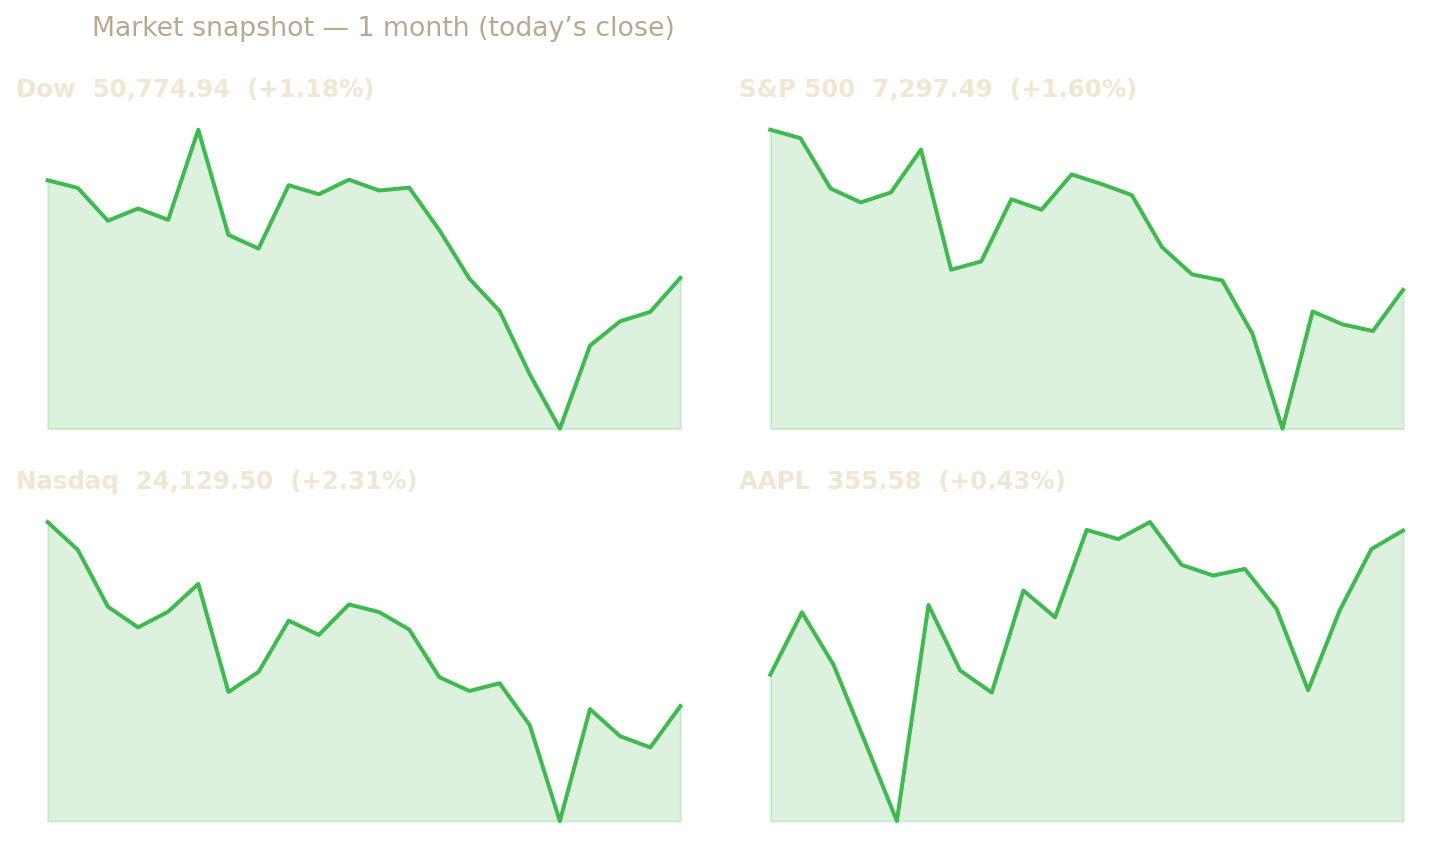 Market snapshot — 1 month (today’s close)
Dow  50,774.94  (+1.18%)
S&P 500  7,297.49  (+1.60%)
Nasdaq  24,129.50  (+2.31%)
AAPL  355.58  (+0.43%)